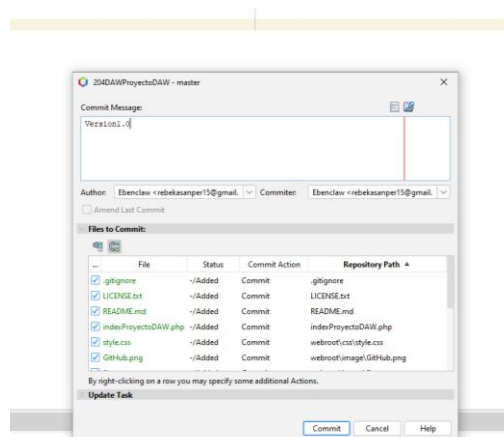 204DAWProyectoDAW - master
Commit Message:
Version1.0
Author: Ebenclaw <rebekasanper15@gmail. Commiter: Ebenclaw <rebekasanper15@gmail.
Amend Last Commit
Files to Commit:
... File Status Commit Action Repository Path
.gitignore -/Added Commit .gitignore
LICENSE.txt -/Added Commit LICENSE.txt
README.md -/Added Commit README.md
indexProyectoDAW.php -/Added Commit indexProyectoDAW.php
style.css -/Added Commit webroot\css\style.css
GitHub.png -/Added Commit webroot\image\GitHub.png
By right-clicking on a row you may specify some additional Actions.
Update Task
Commit Cancel Help